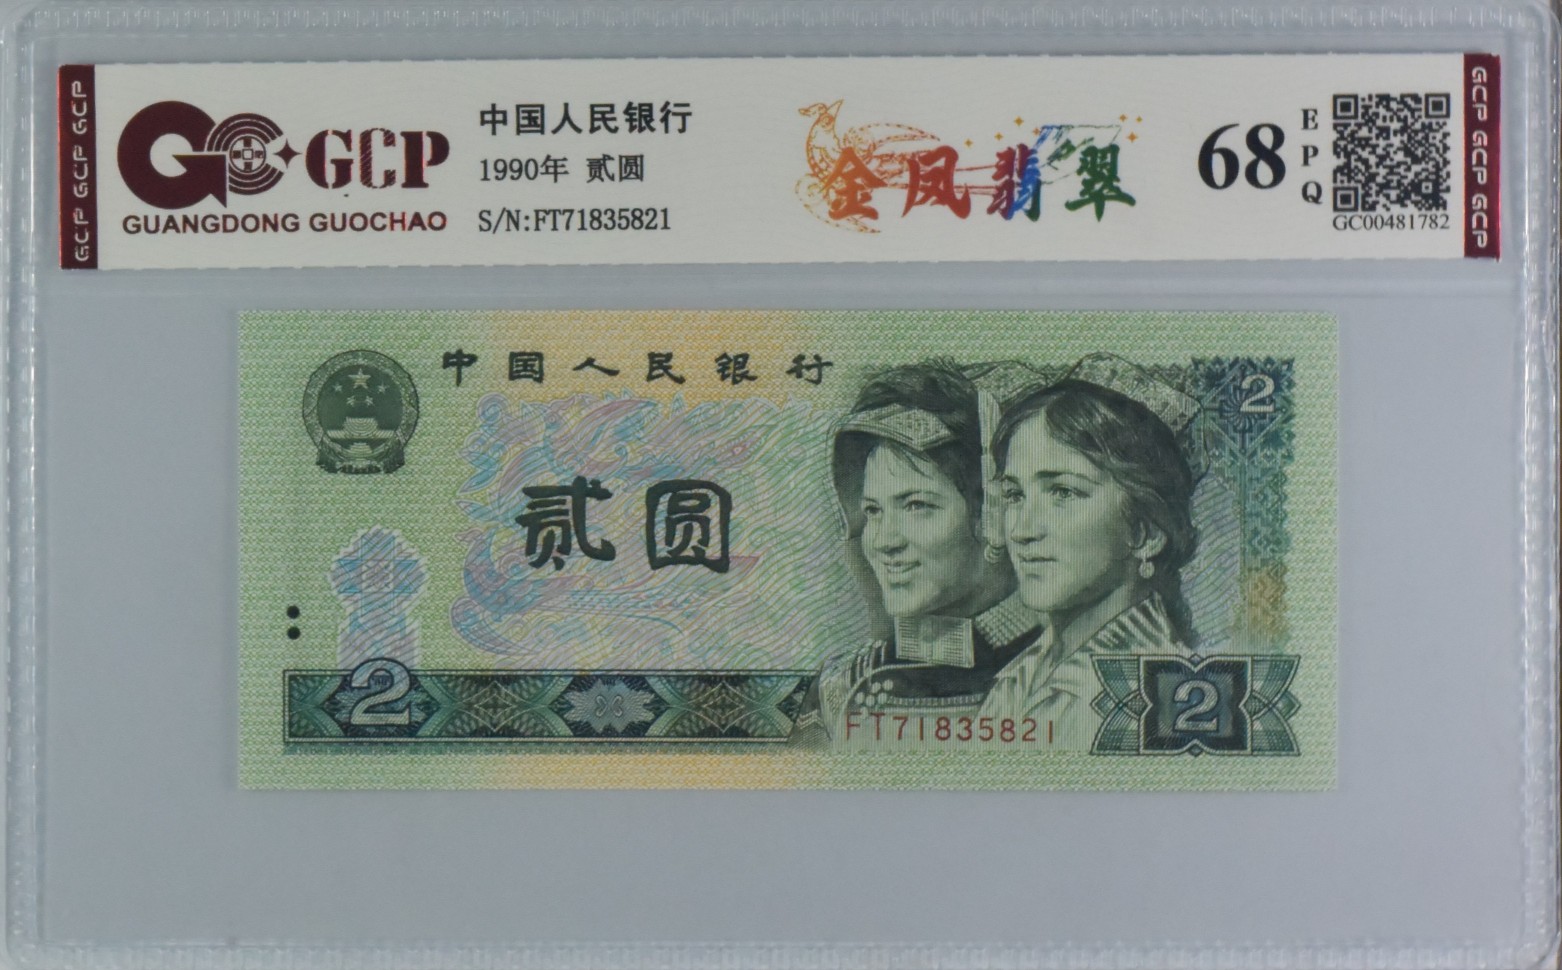 GCP GCP GCP
GCP
GUANGDONG GUOCHAO
中国人民银行
1990年 贰圆
S/N:FT71835821
金凤翡翠
68
EPQ
GC00481782
GCP GCP GCP
中国人民银行
2
贰圆
2
FT71835821
2